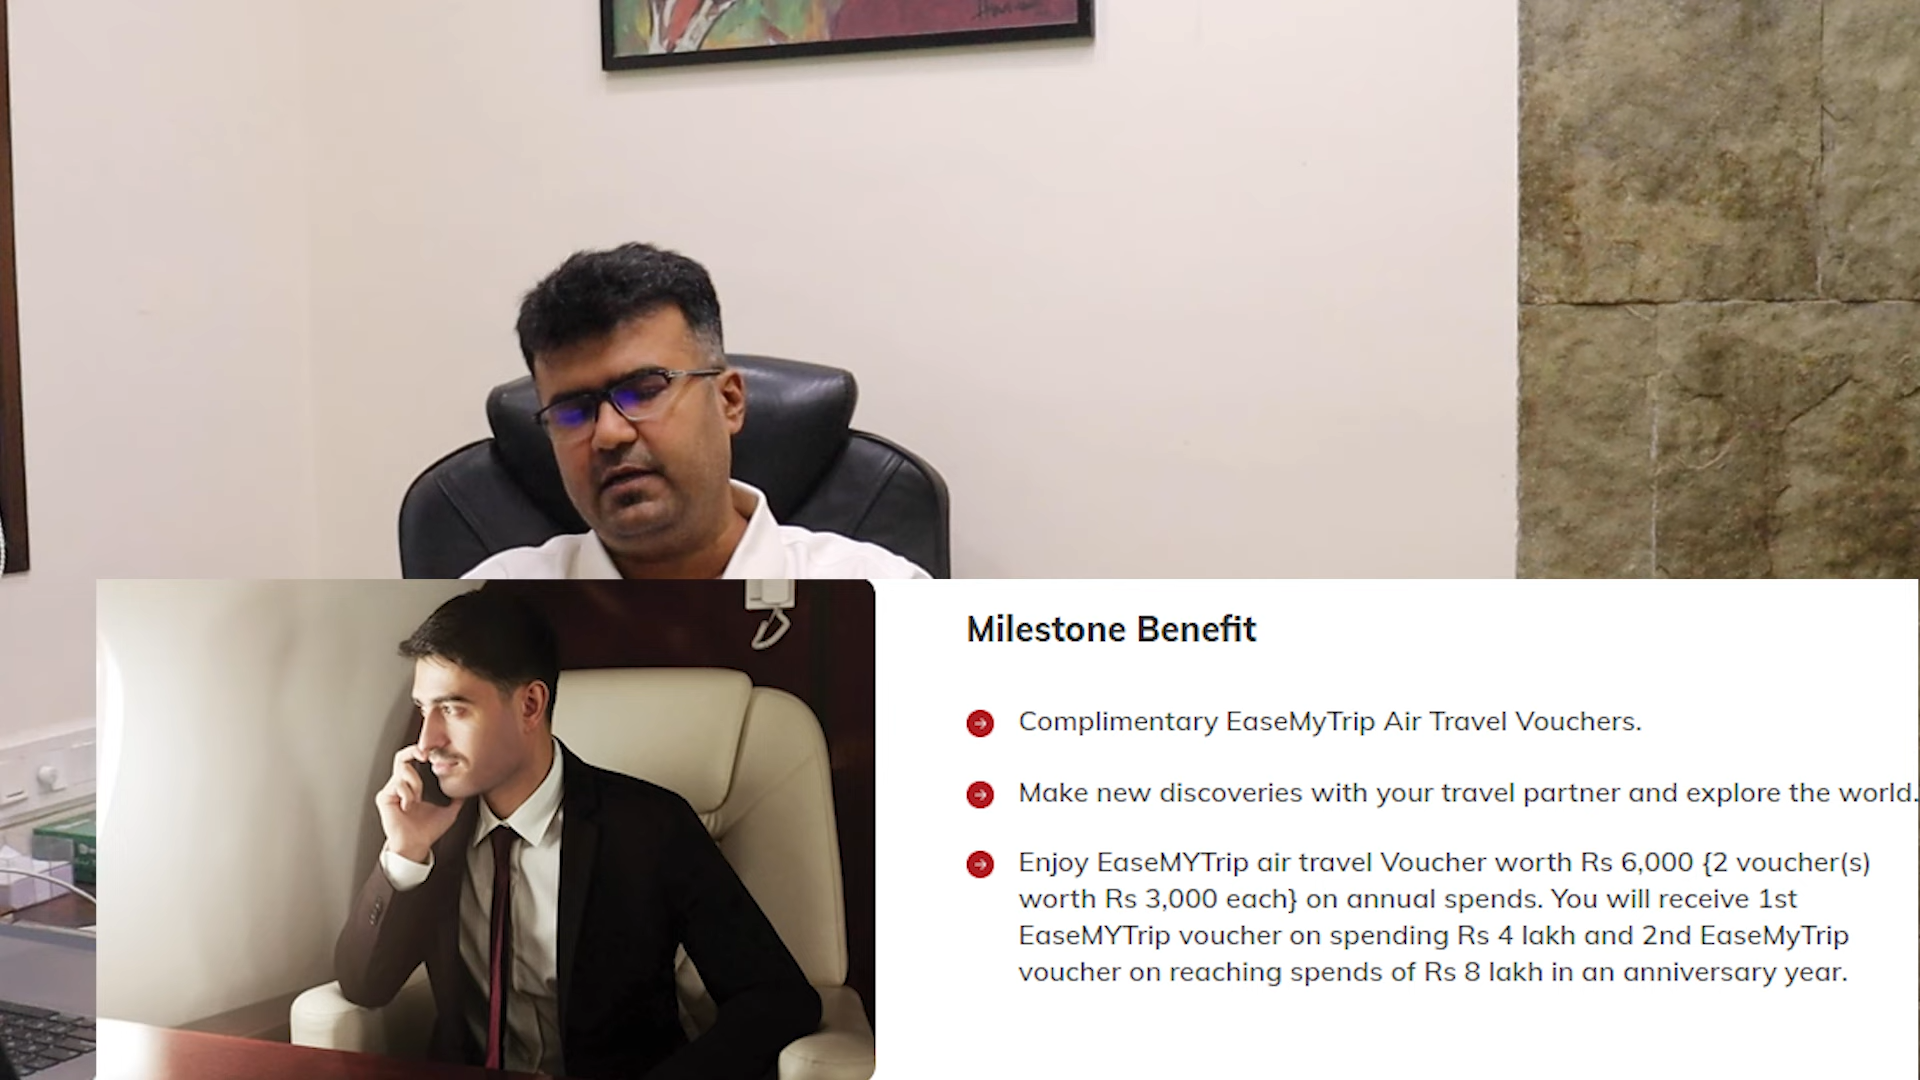 Milestone Benefit
Complimentary EaseMyTrip Air Travel Vouchers.
Make new discoveries with your travel partner and explore the world.
Enjoy EaseMYTrip air travel Voucher worth Rs 6,000 {2 voucher(s)
worth Rs 3,000 each} on annual spends. You will receive 1st
EaseMYTrip voucher on spending Rs 4 lakh and 2nd EaseMyTrip
voucher on reaching spends of Rs 8 lakh in an anniversary year.